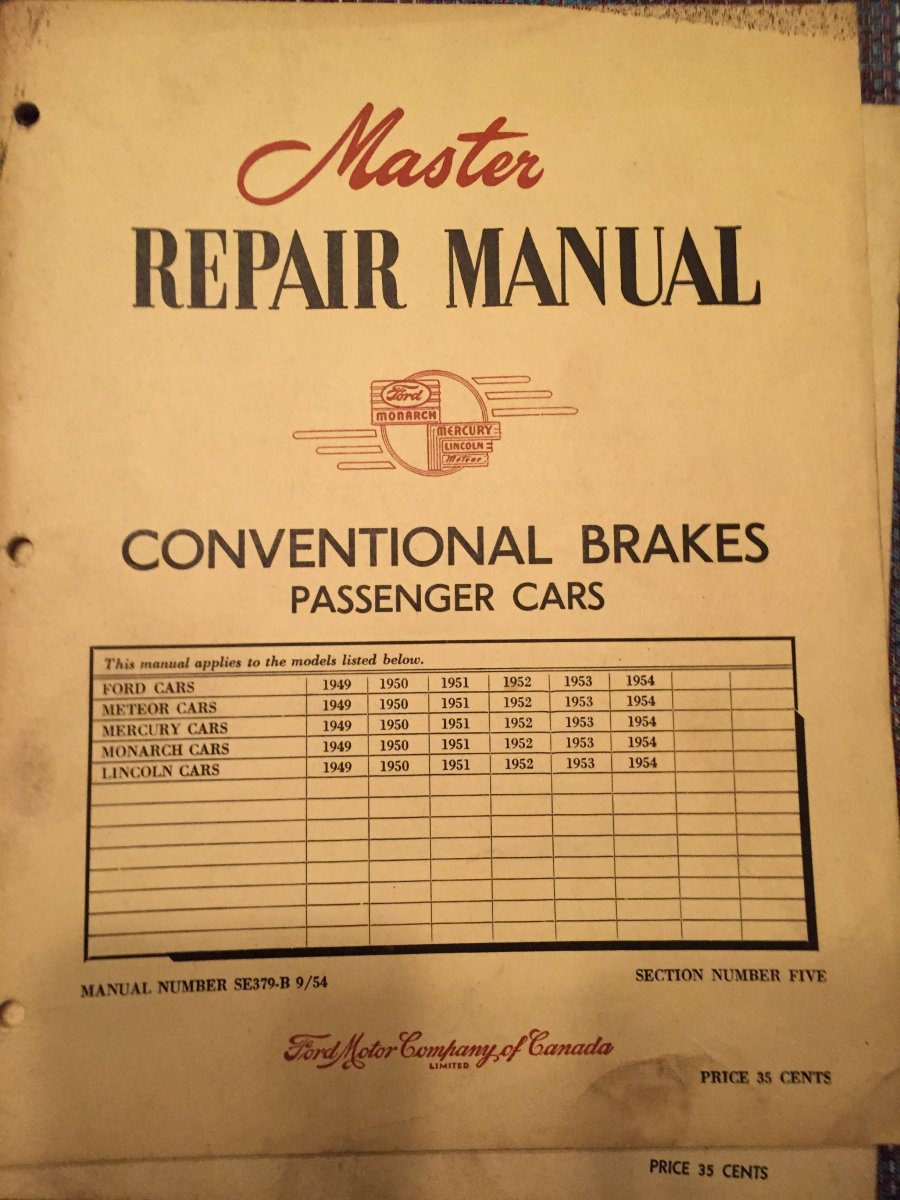 Master
REPAIR MANUAL
Ford
MONARCH
MERCURY
LINCOLN
Meteor
CONVENTIONAL BRAKES
PASSENGER CARS
This manual applies to the models listed below.
FORD CARS 1949 1950 1951 1952 1953 1954
METEOR CARS 1949 1950 1951 1952 1953 1954
MERCURY CARS 1949 1950 1951 1952 1953 1954
MONARCH CARS 1949 1950 1951 1952 1953 1954
LINCOLN CARS 1949 1950 1951 1952 1953 1954
MANUAL NUMBER SE379-B 9/54
SECTION NUMBER FIVE
Ford Motor Company of Canada
LIMITED
PRICE 35 CENTS
PRICE 35 CENTS